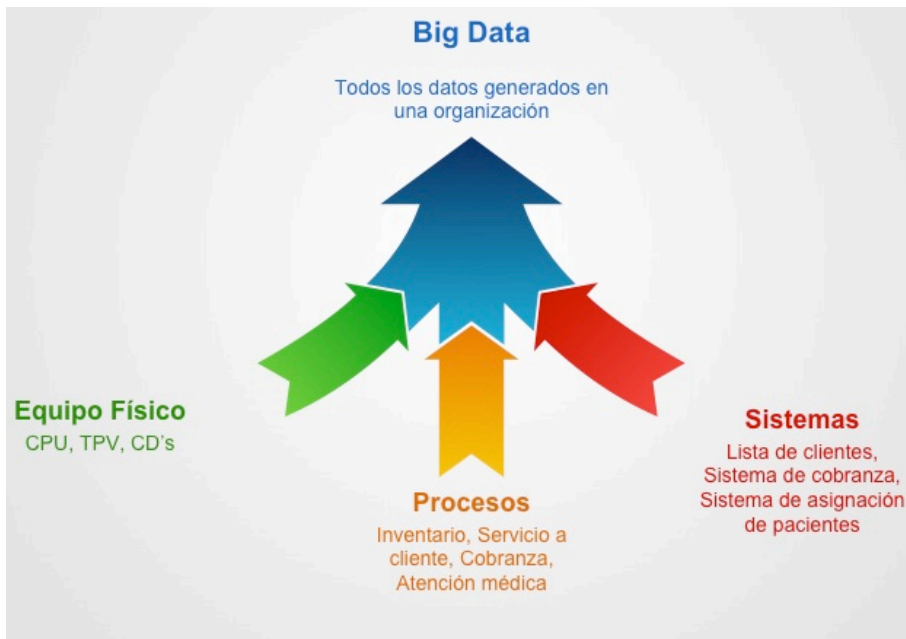 Big Data
Todos los datos generados en
una organización
Equipo Físico
CPU, TPV, CD's
Procesos
Inventario, Servicio a
cliente, Cobranza,
Atención médica
Sistemas
Lista de clientes,
Sistema de cobranza,
Sistema de asignación
de pacientes